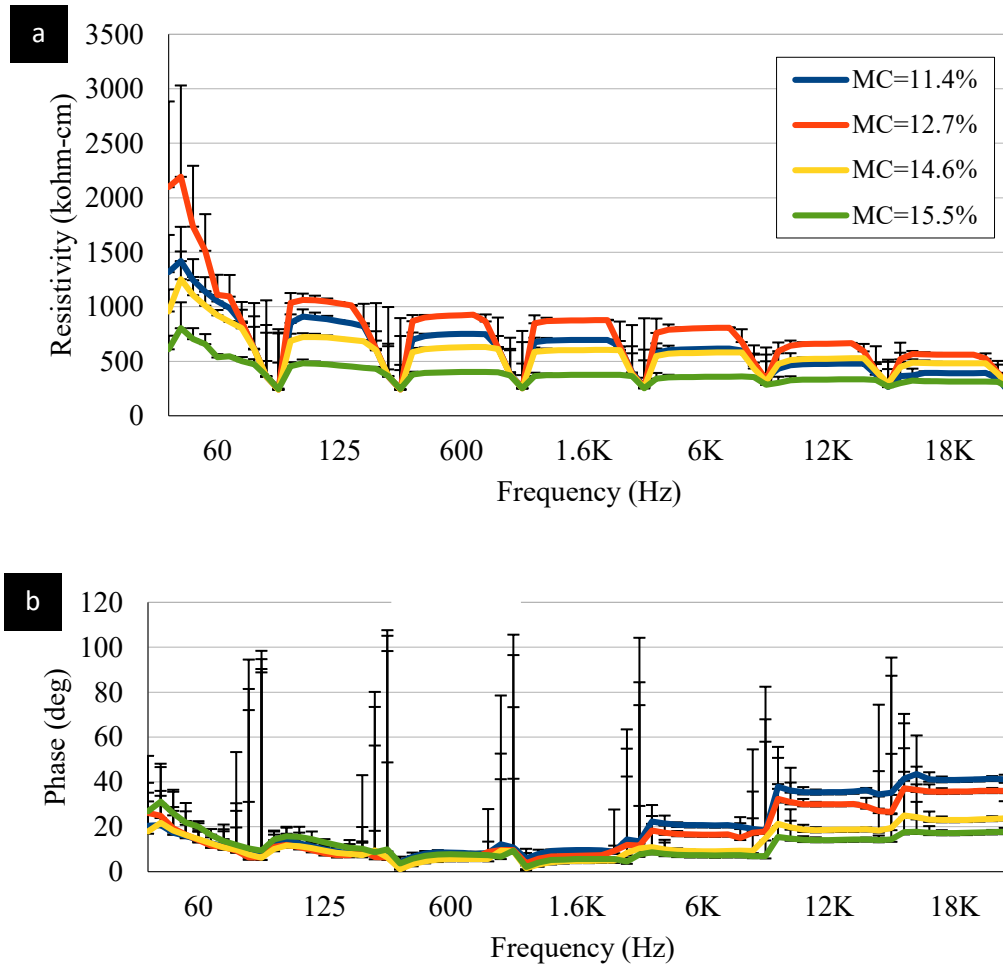 a
3500
3000
2500
2000
1500
1000
500
0
Resistivity (kohm-cm)
MC=11.4%
MC=12.7%
MC=14.6%
MC=15.5%
60 125 600 1.6K 6K 12K 18K
Frequency (Hz)
b
120
100
80
60
40
20
0
Phase (deg)
60 125 600 1.6K 6K 12K 18K
Frequency (Hz)